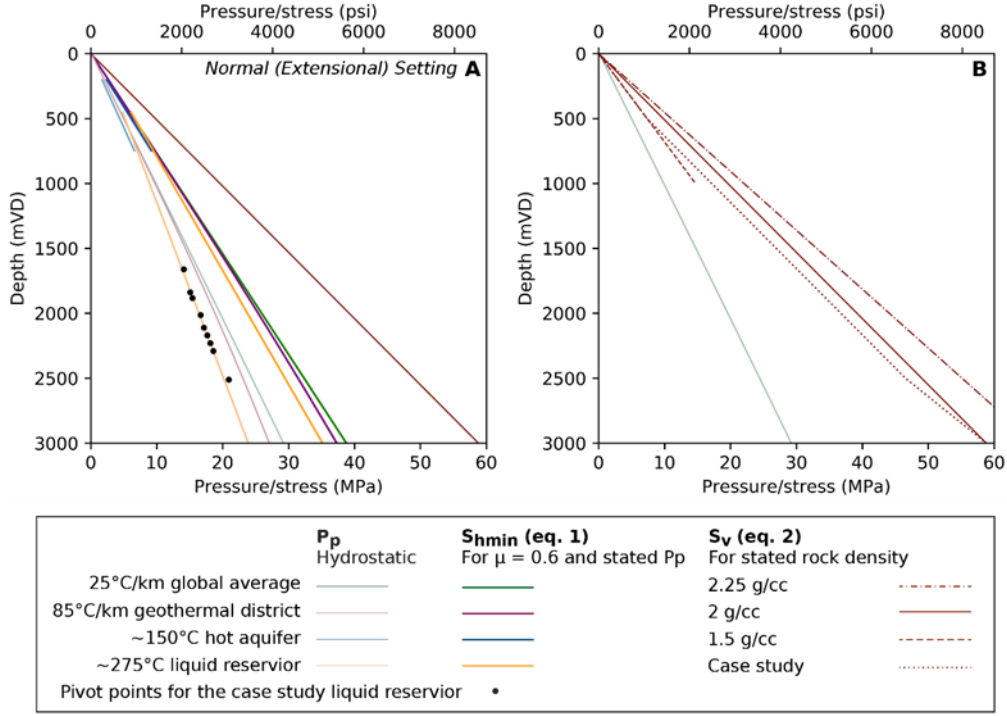 Pressure/stress (psi)
0 2000 4000 6000 8000
Normal (Extensional) Setting A
Depth (mVD)
0
500
1000
1500
2000
2500
3000
0 10 20 30 40 50 60
Pressure/stress (MPa)
Pressure/stress (psi)
0 2000 4000 6000 8000
B
Depth (mVD)
0
500
1000
1500
2000
2500
3000
0 10 20 30 40 50 60
Pressure/stress (MPa)
Pp Shmin (eq. 1) Sv (eq. 2)
Hydrostatic For μ = 0.6 and stated Pp For stated rock density
25°C/km global average 2.25 g/cc
85°C/km geothermal district 2 g/cc
~150°C hot aquifer 1.5 g/cc
~275°C liquid reservior Case study
Pivot points for the case study liquid reservior